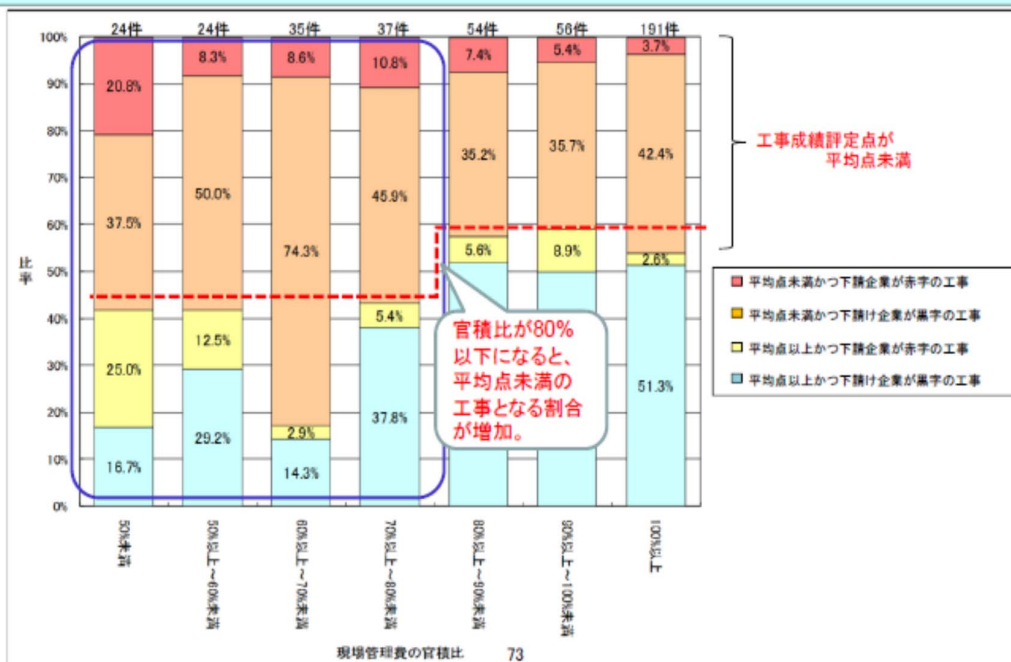 24件 24件 35件 37件 54件 56件 191件
100%
90%
80%
70%
60%
50%
40%
30%
20%
10%
0%
比率
20.8% 8.3% 8.6% 10.8% 7.4% 5.4% 3.7%
37.5% 50.0% 74.3% 45.9% 35.2% 35.7% 42.4%
25.0% 12.5% 2.9% 5.4% 5.6% 8.9% 2.6%
16.7% 29.2% 14.3% 37.8% 51.3%
工事成績評定点が
平均点未満
官積比が80%
以下になると、
平均点未満の
工事となる割合
が増加。
平均点未満かつ下請企業が赤字の工事
平均点未満かつ下請け企業が黒字の工事
平均点以上かつ下請企業が赤字の工事
平均点以上かつ下請け企業が黒字の工事
50%未満
50%以上~60%未満
60%以上~70%未満
70%以上~80%未満
80%以上~90%未満
90%以上~100%未満
100%以上
現場管理費の官積比 73